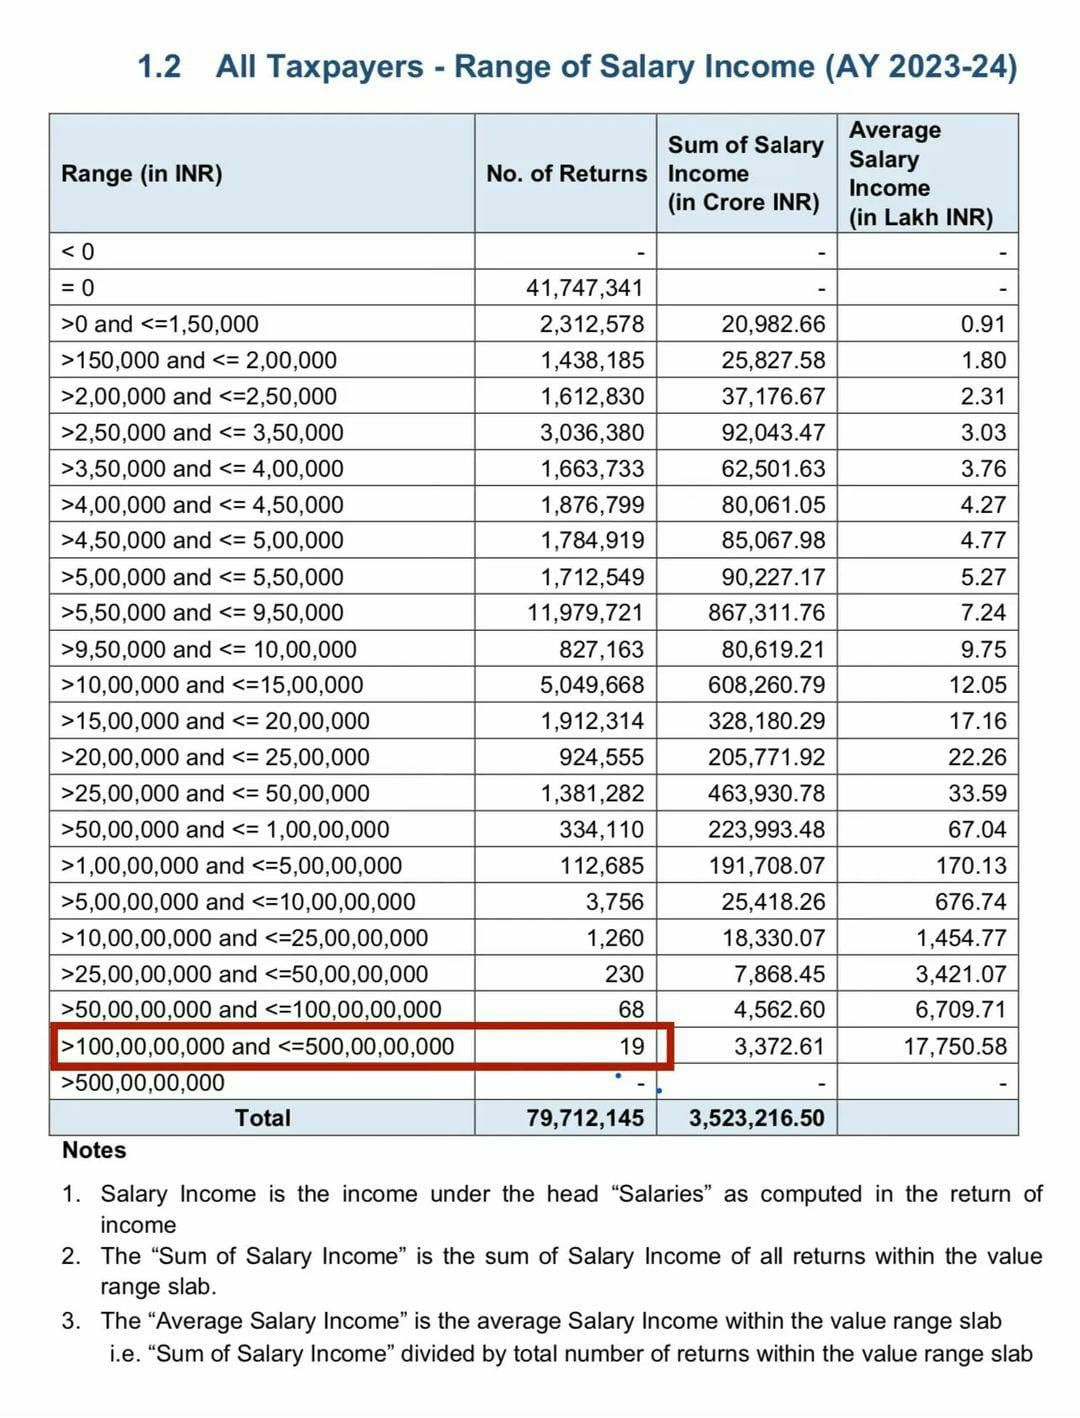 1.2 All Taxpayers - Range of Salary Income (AY 2023-24)
Range (in INR) No. of Returns Sum of Salary Income (in Crore INR) Average Salary Income (in Lakh INR)
< 0 - - -
= 0 41,747,341 - -
>0 and <=1,50,000 2,312,578 20,982.66 0.91
>150,000 and <= 2,00,000 1,438,185 25,827.58 1.80
>2,00,000 and <=2,50,000 1,612,830 37,176.67 2.31
>2,50,000 and <= 3,50,000 3,036,380 92,043.47 3.03
>3,50,000 and <= 4,00,000 1,663,733 62,501.63 3.76
>4,00,000 and <= 4,50,000 1,876,799 80,061.05 4.27
>4,50,000 and <= 5,00,000 1,784,919 85,067.98 4.77
>5,00,000 and <= 5,50,000 1,712,549 90,227.17 5.27
>5,50,000 and <= 9,50,000 11,979,721 867,311.76 7.24
>9,50,000 and <= 10,00,000 827,163 80,619.21 9.75
>10,00,000 and <=15,00,000 5,049,668 608,260.79 12.05
>15,00,000 and <= 20,00,000 1,912,314 328,180.29 17.16
>20,00,000 and <= 25,00,000 924,555 205,771.92 22.26
>25,00,000 and <= 50,00,000 1,381,282 463,930.78 33.59
>50,00,000 and <= 1,00,00,000 334,110 223,993.48 67.04
>1,00,00,000 and <=5,00,00,000 112,685 191,708.07 170.13
>5,00,00,000 and <=10,00,00,000 3,756 25,418.26 676.74
>10,00,00,000 and <=25,00,00,000 1,260 18,330.07 1,454.77
>25,00,00,000 and <=50,00,00,000 230 7,868.45 3,421.07
>50,00,00,000 and <=100,00,00,000 68 4,562.60 6,709.71
>100,00,00,000 and <=500,00,00,000 19 3,372.61 17,750.58
>500,00,00,000 - - -
Total 79,712,145 3,523,216.50
Notes
1. Salary Income is the income under the head “Salaries” as computed in the return of
income
2. The “Sum of Salary Income” is the sum of Salary Income of all returns within the value
range slab.
3. The “Average Salary Income” is the average Salary Income within the value range slab
i.e. “Sum of Salary Income” divided by total number of returns within the value range slab